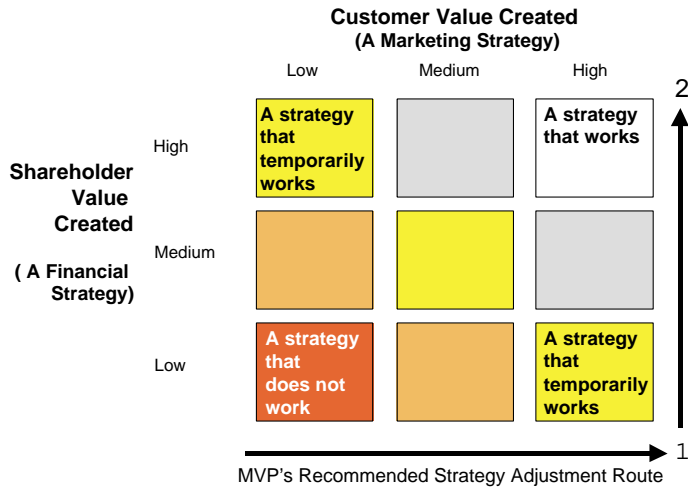 Customer Value Created
(A Marketing Strategy)
Low
Medium
High
2
A strategy
that
temporarily
works
A strategy
that works
High
Shareholder
Value
Created
( A Financial
Strategy)
Medium
Low
A strategy
that
does not
work
A strategy
that
temporarily
works
1
MVP's Recommended Strategy Adjustment Route